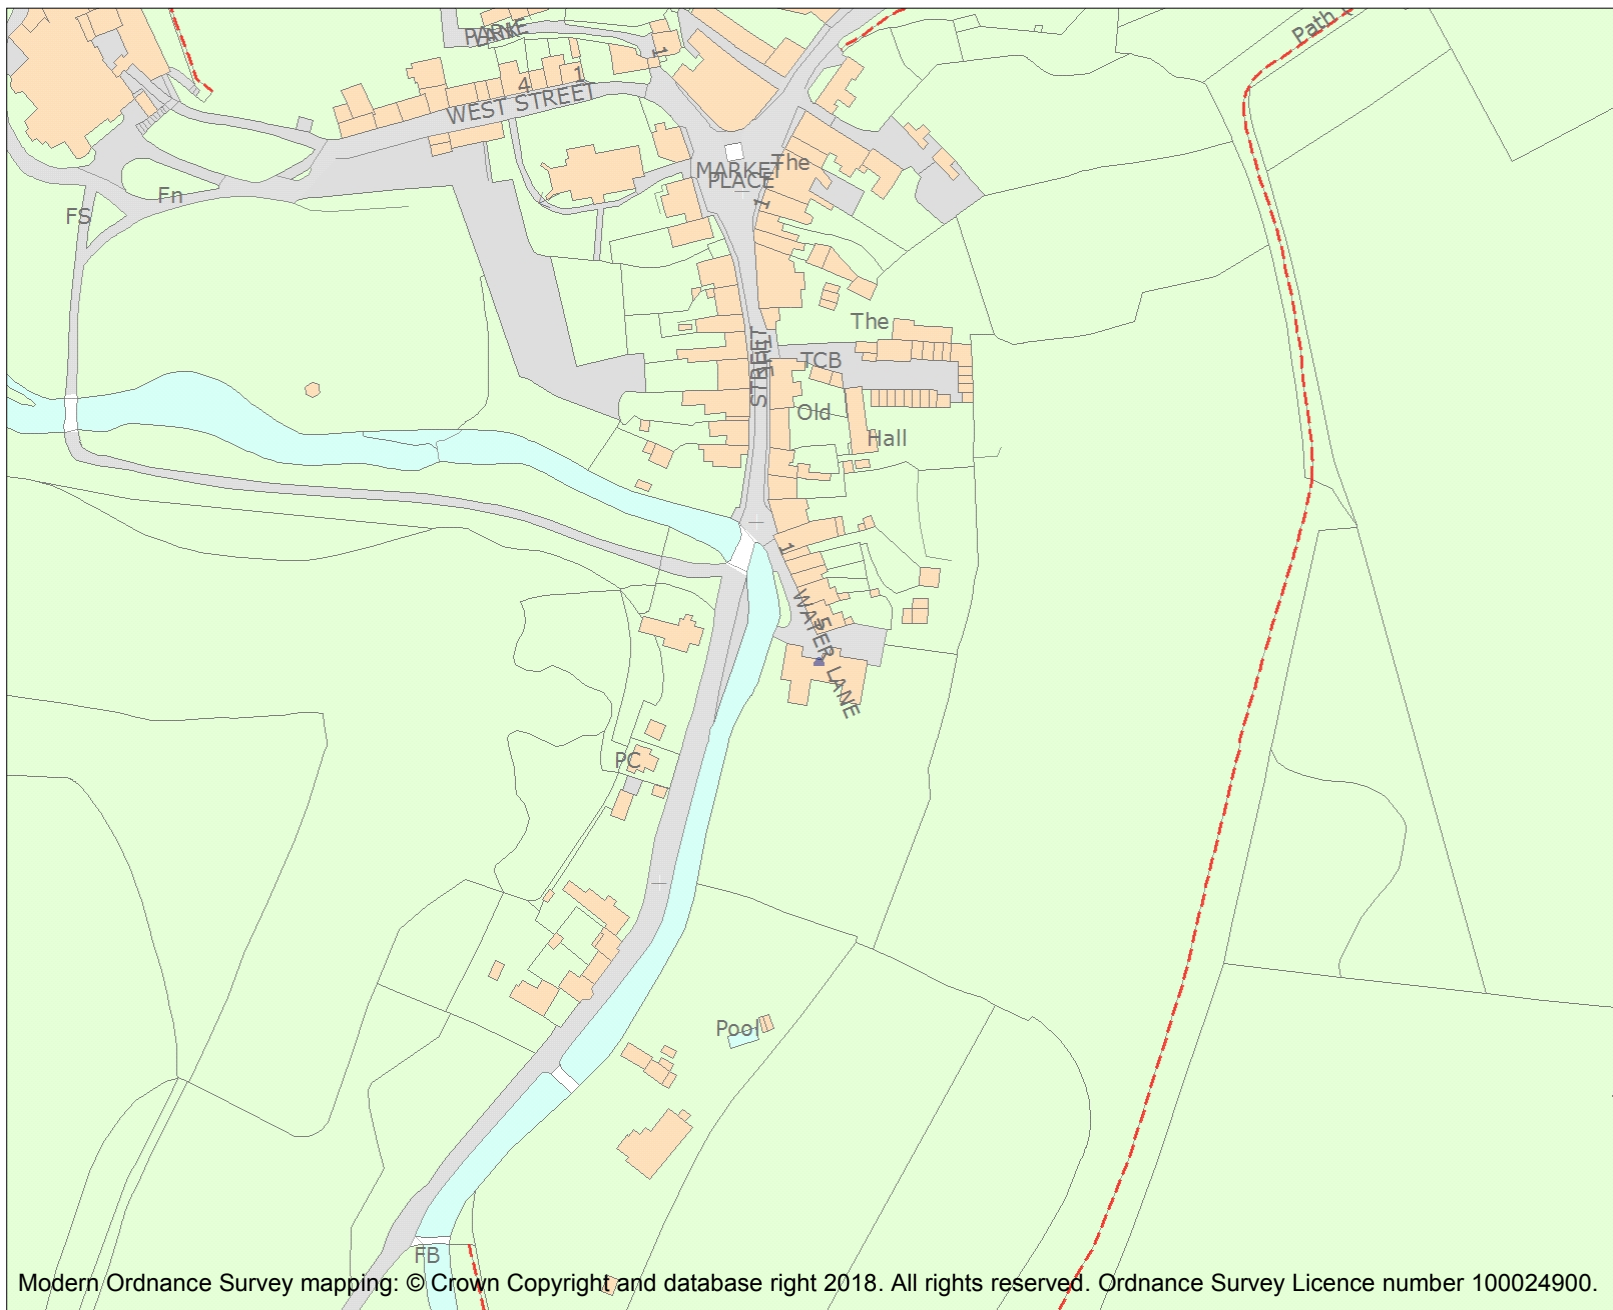 PARK
LANE
Path
1
4
1
WEST STREET
MARKET
PLACE
The
Fn
1
FS
The
STREET
TCB
Old
Hall
1
WATER LANE
5
PC
Pool
FB
Modern Ordnance Survey mapping: © Crown Copyright and database right 2018. All rights reserved. Ordnance Survey Licence number 100024900.